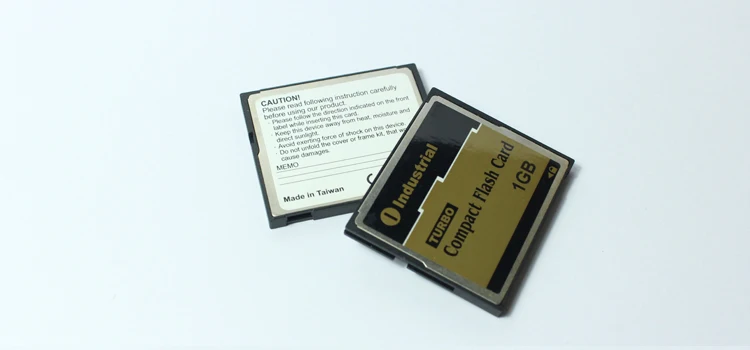 CAUTION!
Please read following instruction carefully
before using our product.
- Please follow the direction indicated on the front
label while inserting this card.
- Keep this device away from heat, moisture and
direct sunlight.
- Avoid exerting force of shock on this device.
- Do not unfold the cover or frame kit, that
cause damages.
MEMO
Made in Taiwan
Industrial
TURBO
Compact Flash Card
1GB